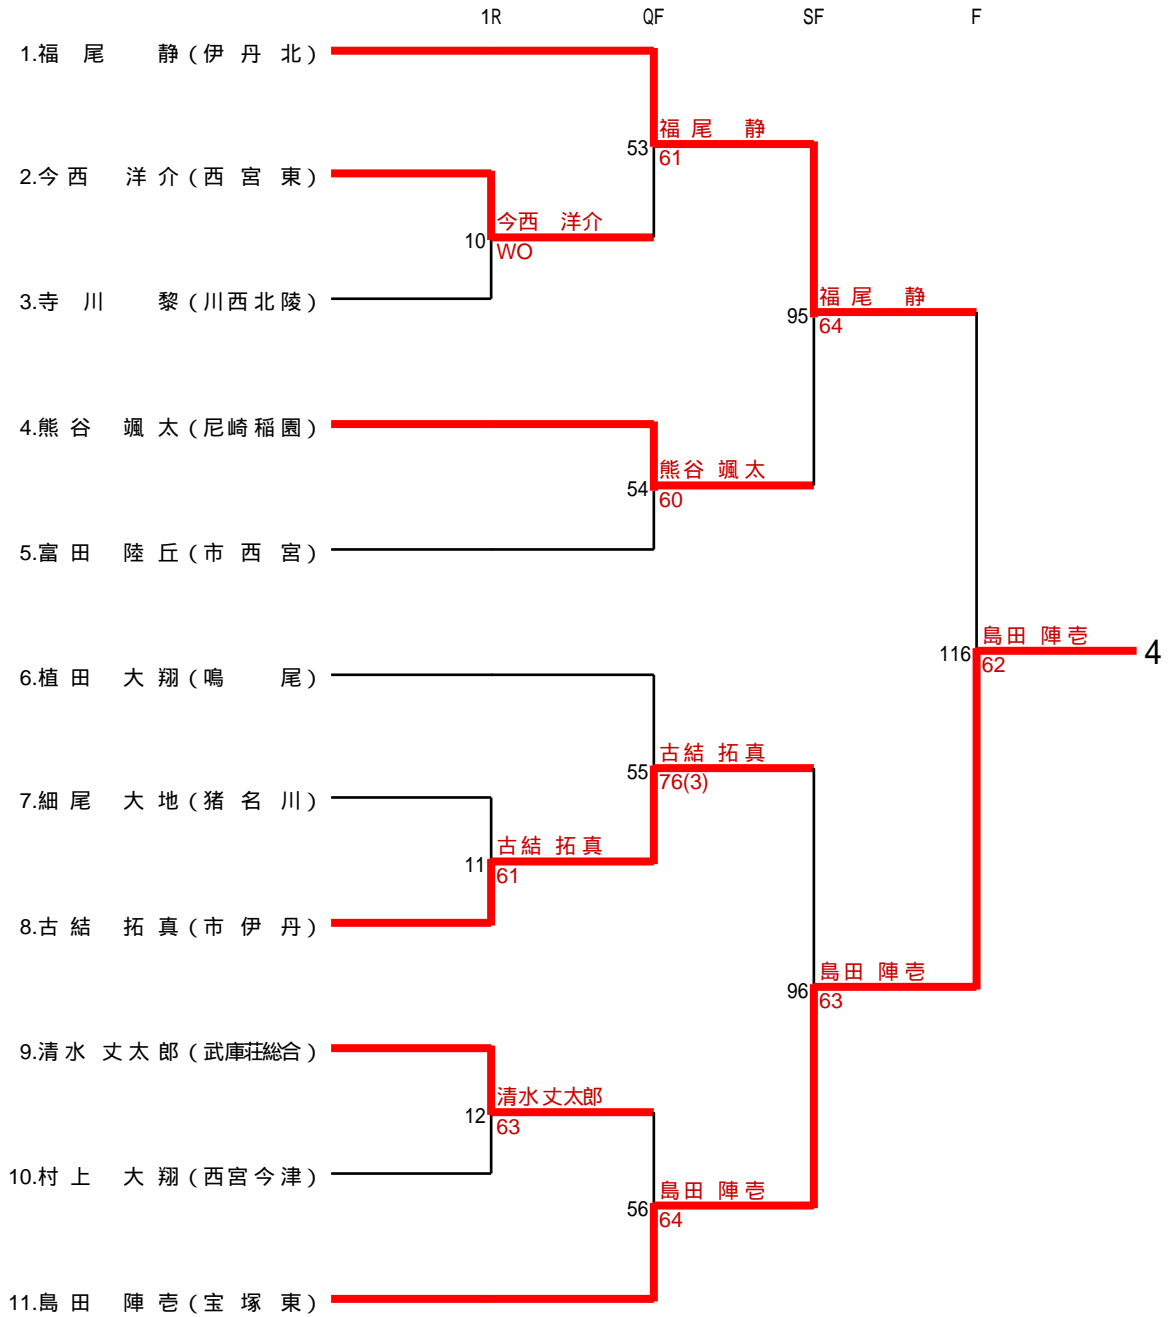 1R QF SF F
1.福尾 静(伊丹北)
福尾 静
53
61
2.今西 洋介(西宮東)
今西 洋介
10
WO
3.寺川 黎(川西北陵)
福尾 静
95
64
4.熊谷 颯太(尼崎稲園)
熊谷 颯太
54
60
5.富田 陸丘(市西宮)
島田 陣壱
116
62
4
6.植田 大翔(鳴尾)
古結 拓真
55
76(3)
7.細尾 大地(猪名川)
古結 拓真
11
61
8.古結 拓真(市伊丹)
島田 陣壱
96
63
9.清水 丈太郎(武庫荘総合)
清水 丈太郎
12
63
10.村上 大翔(西宮今津)
島田 陣壱
56
64
11.島田 陣壱(宝塚東)